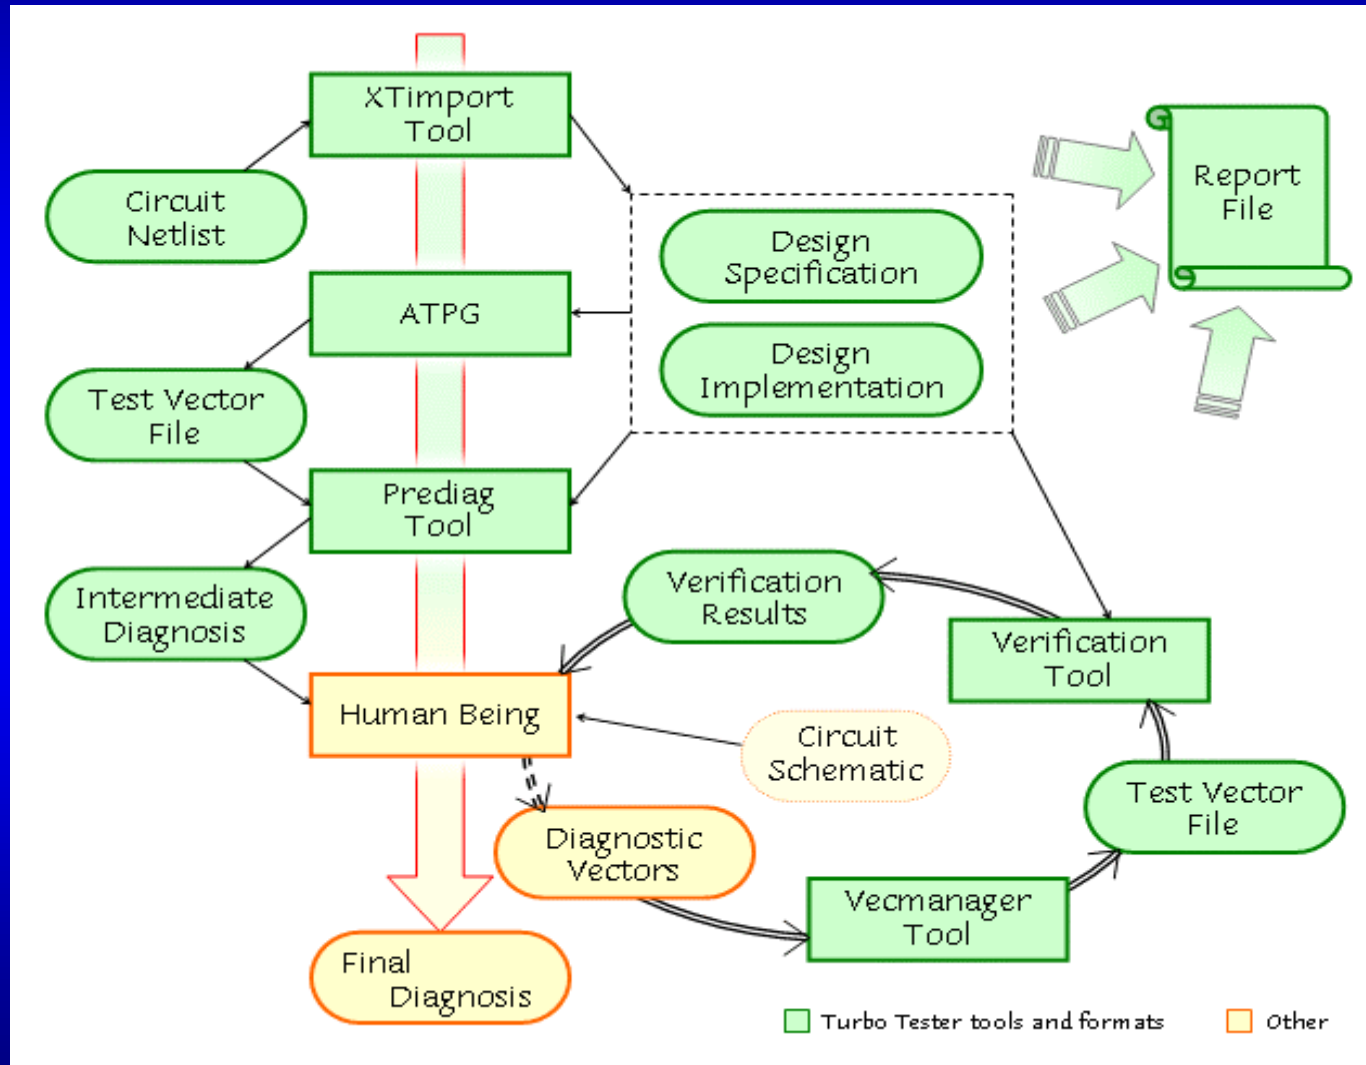 XTimport
Tool
Circuit
Netlist
Report
File
Design
Specification
ATPG
Design
Implementation
Test Vector
File
Prediag
Tool
Verification
Results
Intermediate
Diagnosis
Verification
Tool
Human Being
Circuit
Schematic
Test Vector
File
Diagnostic
Vectors
Vecmanager
Tool
Final
Diagnosis
Turbo Tester tools and formats
Other